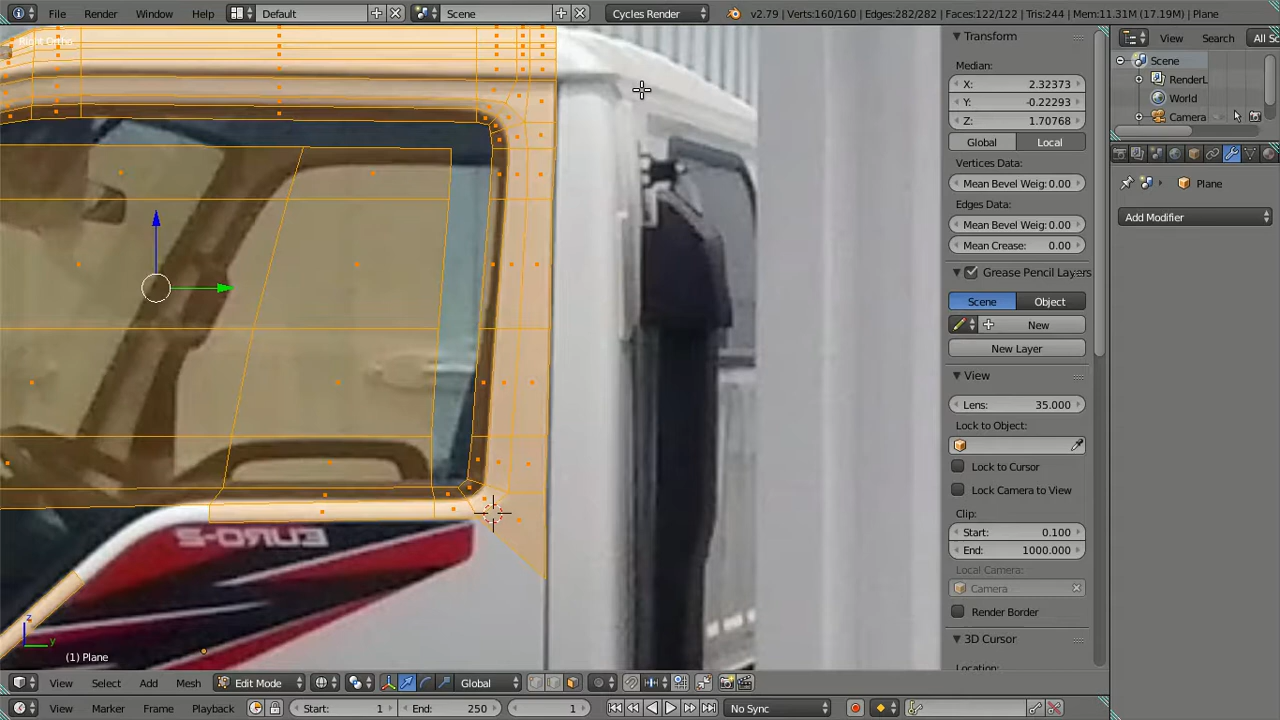 File Render Window Help Default Scene Cycles Render v2.79 | Verts:160/160 | Edges:282/282 | Faces:122/122 | Tris:244 | Mem:11.31M (17.19M) | Plane
Right Ortho
Transform
View Search All Sc
Median:
Scene
X: 2.32373
RenderL
Y: -0.22293
World
Z: 1.70768
Camera
Global Local
Vertices Data:
Mean Bevel Weig: 0.00
Plane
Edges Data:
Add Modifier
Mean Bevel Weig: 0.00
Mean Crease: 0.00
Grease Pencil Layers
Scene Object
New
New Layer
View
Lens: 35.000
Lock to Object:
Lock to Cursor
Lock Camera to View
Clip:
Start: 0.100
End: 1000.000
Local Camera:
Camera
Render Border
3D Cursor
Location:
EURO-2
z
y
(1) Plane
View Select Add Mesh Edit Mode Global
View Marker Frame Playback Start: 1 End: 250 1 No Sync